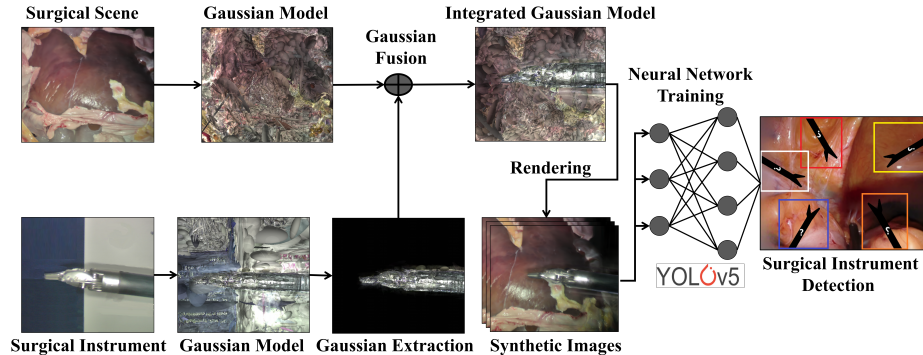 Surgical Scene
Gaussian Model
Integrated Gaussian Model
Gaussian
Fusion
Neural Network
Training
Rendering
YOLOv5
Surgical Instrument
Detection
Surgical Instrument
Gaussian Model
Gaussian Extraction
Synthetic Images